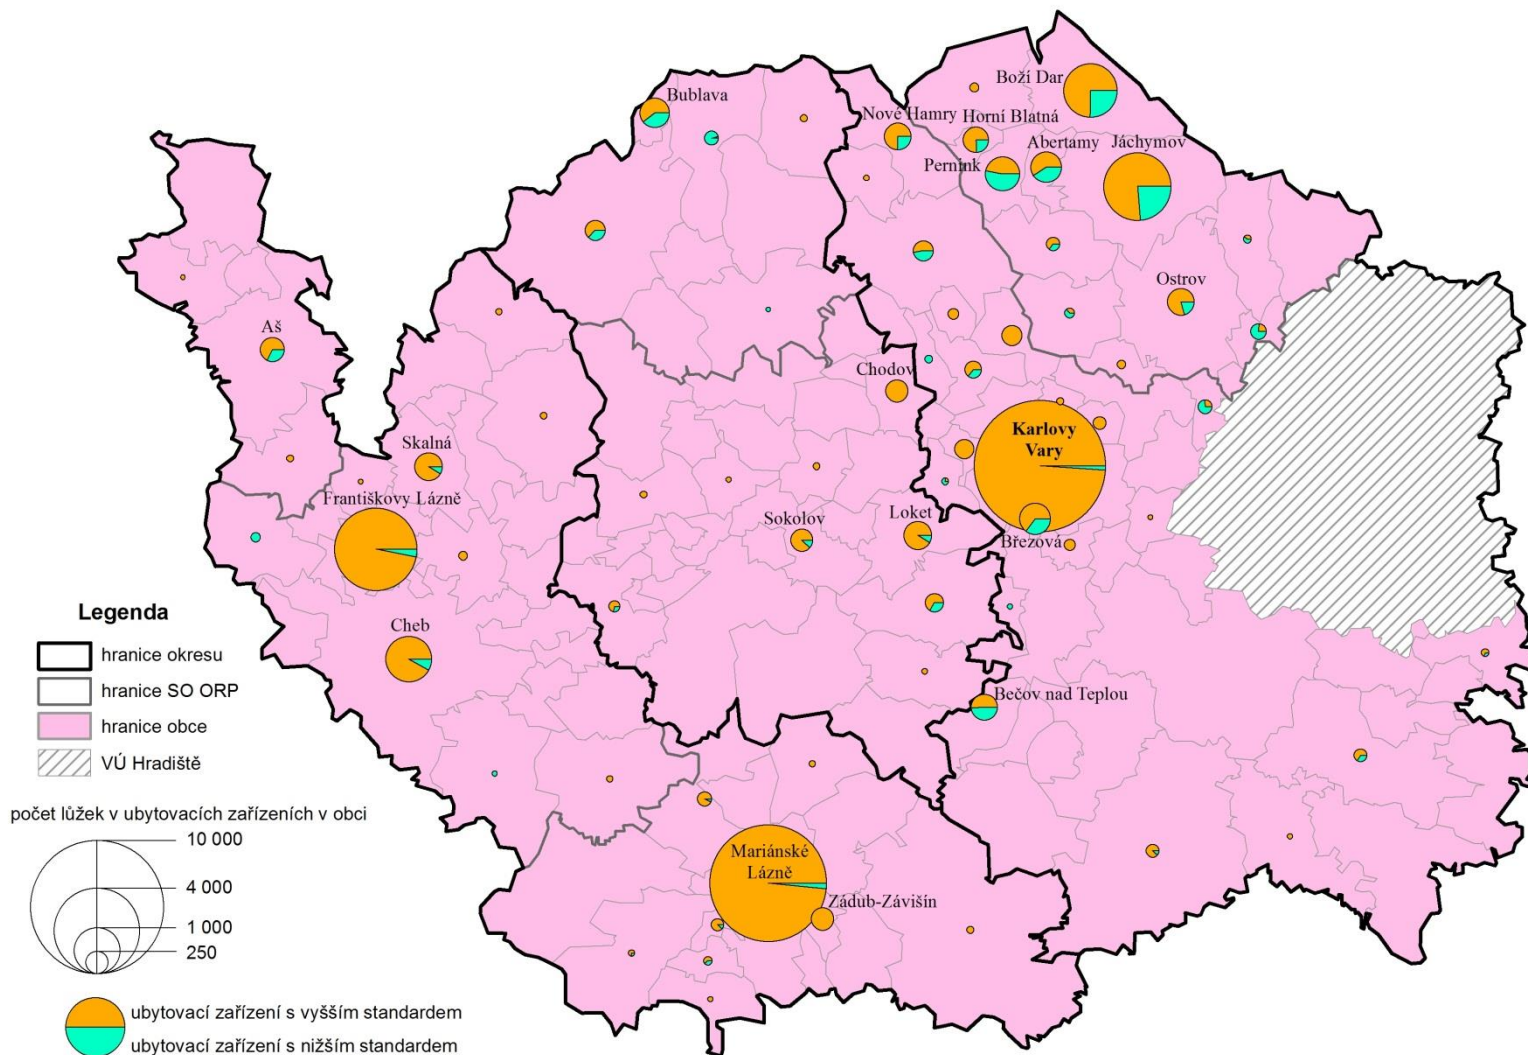 Boží Dar
Bublava
Nové Hamry
Horní Blatná
Abertamy
Jáchymov
Pernink
Ostrov
Aš
Chodov
Karlovy
Vary
Skalná
Františkovy Lázně
Sokolov
Loket
Březová
Cheb
Bečov nad Teplou
Mariánské
Lázně
Zádub-Závišín
Legenda
hranice okresu
hranice SO ORP
hranice obce
VÚ Hradiště
počet lůžek v ubytovacích zařízeních v obci
10 000
4 000
1 000
250
ubytovací zařízení s vyšším standardem
ubytovací zařízení s nižším standardem